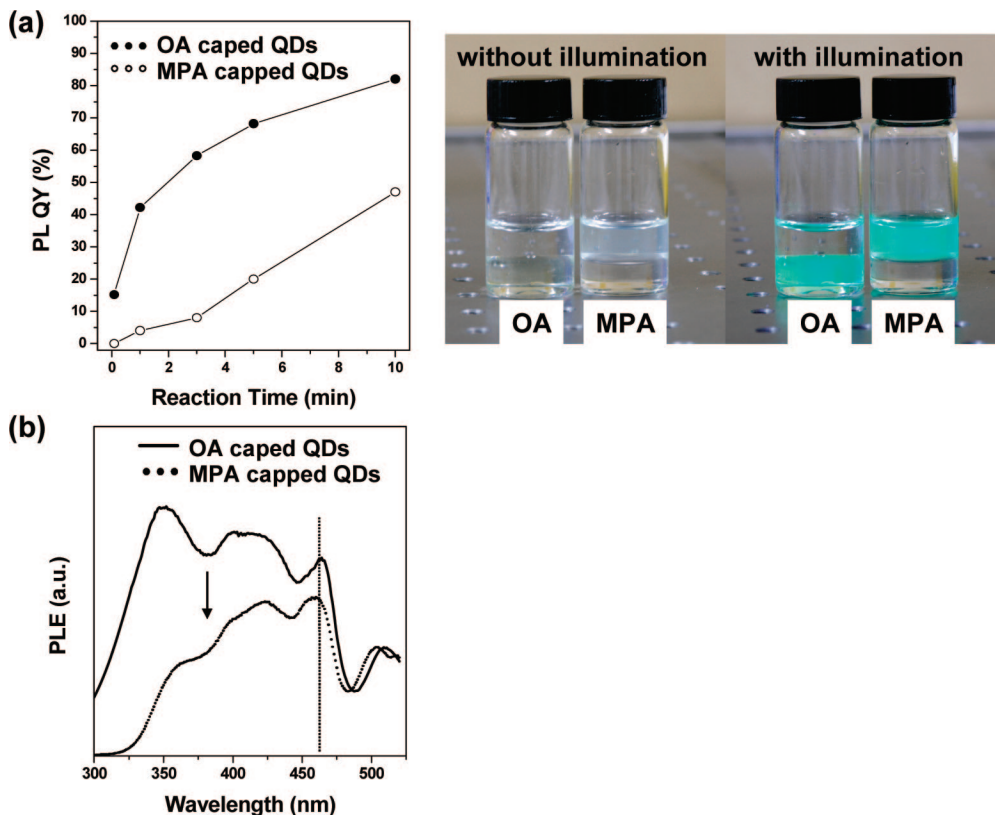 (a)
100
90
80
70
60
50
40
30
20
10
0
PL QY (%)
OA caped QDs
MPA capped QDs
0 2 4 6 8 10
Reaction Time (min)
without illumination
with illumination
OA MPA
OA MPA
(b)
OA caped QDs
MPA capped QDs
PLE (a.u.)
300 350 400 450 500
Wavelength (nm)